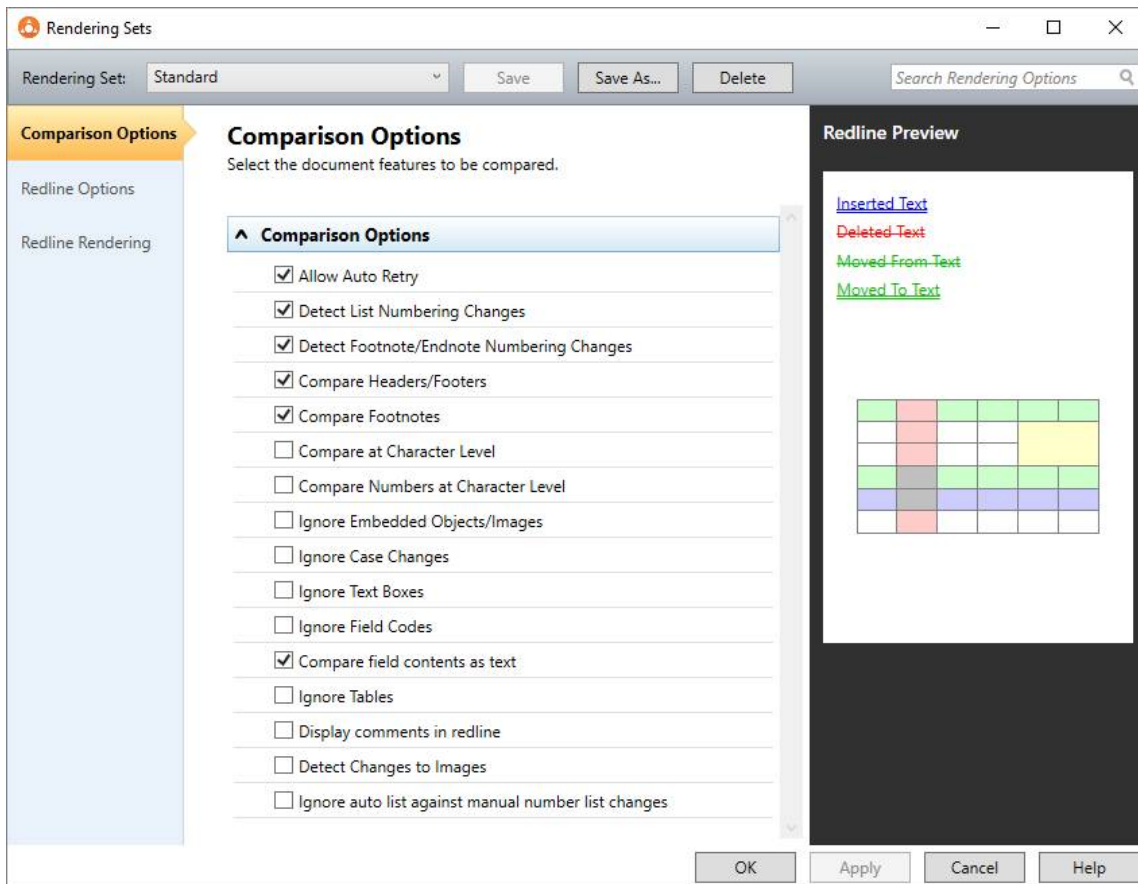 Rendering Sets
Rendering Set: Standard Save Save As... Delete Search Rendering Options
Comparison Options
Redline Options
Redline Rendering
Comparison Options
Select the document features to be compared.
Comparison Options
Allow Auto Retry
Detect List Numbering Changes
Detect Footnote/Endnote Numbering Changes
Compare Headers/Footers
Compare Footnotes
Compare at Character Level
Compare Numbers at Character Level
Ignore Embedded Objects/Images
Ignore Case Changes
Ignore Text Boxes
Ignore Field Codes
Compare field contents as text
Ignore Tables
Display comments in redline
Detect Changes to Images
Ignore auto list against manual number list changes
Redline Preview
Inserted Text
Deleted Text
Moved From Text
Moved To Text
OK Apply Cancel Help